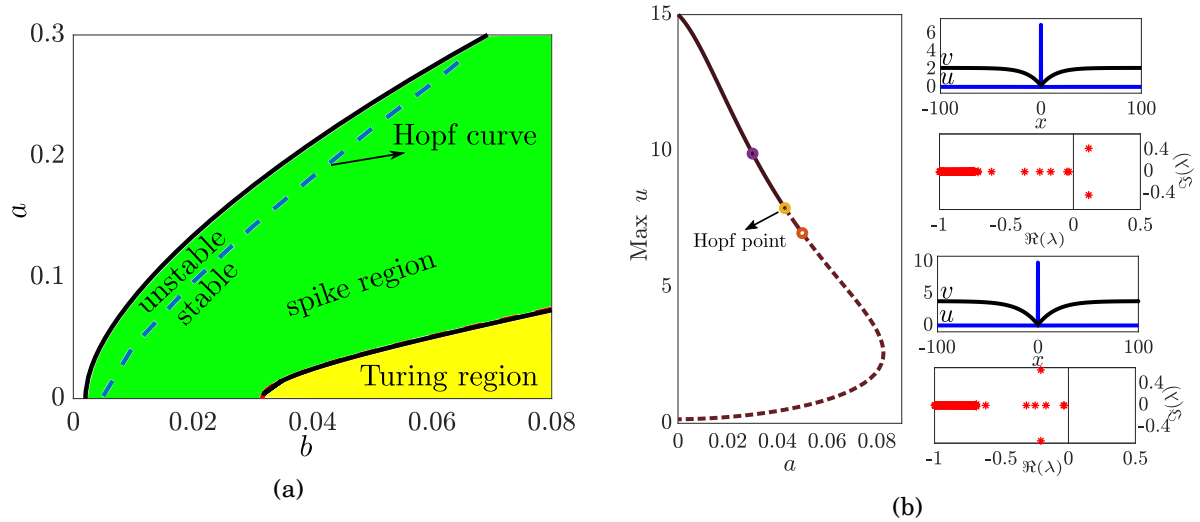 0.3
0.2
0.1
0
a
Hopf curve
unstable
stable
spike region
Turing region
0 0.02 0.04 0.06 0.08
b
(a)
15
10
5
0
Max u
Hopf point
0 0.03 0.06 0.08
a
6
4
2
0
v
u
-100 0 100
x
0.4
0
-0.4
ℑ(λ)
-1 -0.5 0 0.5
ℜ(λ)
10
5
0
v
u
-100 0 100
x
0.4
0
-0.4
ℑ(λ)
-1 -0.5 0 0.5
ℜ(λ)
(b)